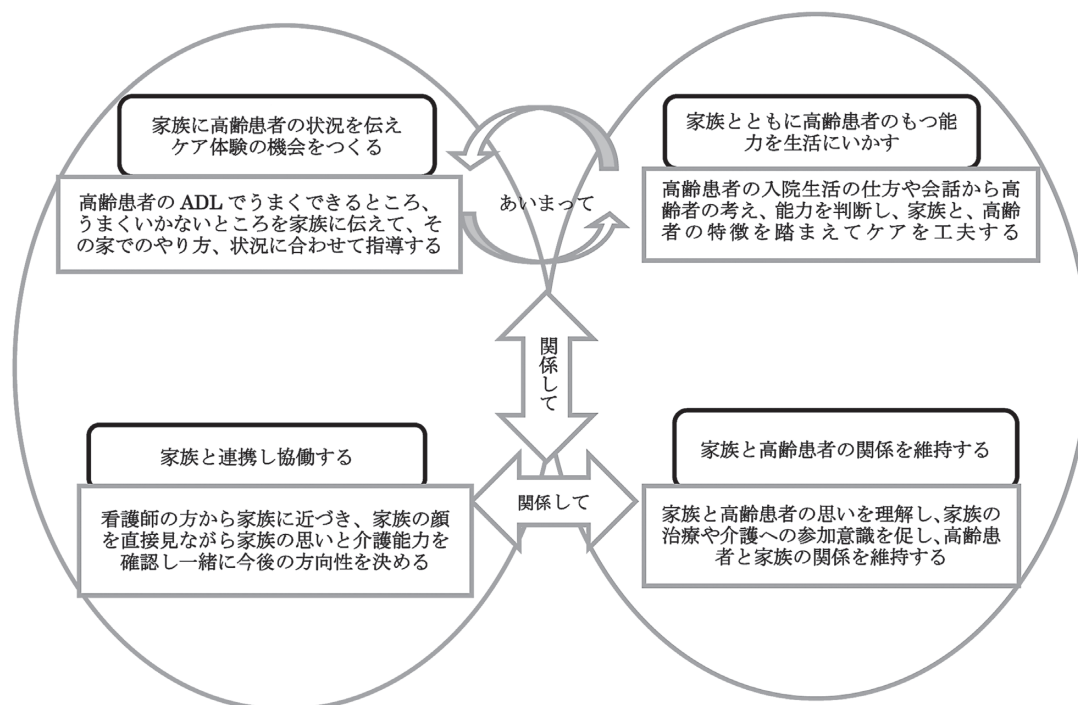 家族に高齢患者の状況を伝え
ケア体験の機会をつくる
高齢患者の ADL でうまくできるところ、
うまくいかないところを家族に伝えて、そ
の家でのやり方、状況に合わせて指導する
あいまって
家族とともに高齢患者のもつ能
力を生活にいかす
高齢患者の入院生活の仕方や会話から高
齢者の考え、能力を判断し、家族と、高齢
者の特徴を踏まえてケアを工夫する
関係して
家族と連携し協働する
看護師の方から家族に近づき、家族の顔
を直接見ながら家族の思いと介護能力を
確認し一緒に今後の方向性を決める
関係して
家族と高齢患者の関係を維持する
家族と高齢患者の思いを理解し、家族の
治療や介護への参加意識を促し、高齢患
者と家族の関係を維持する